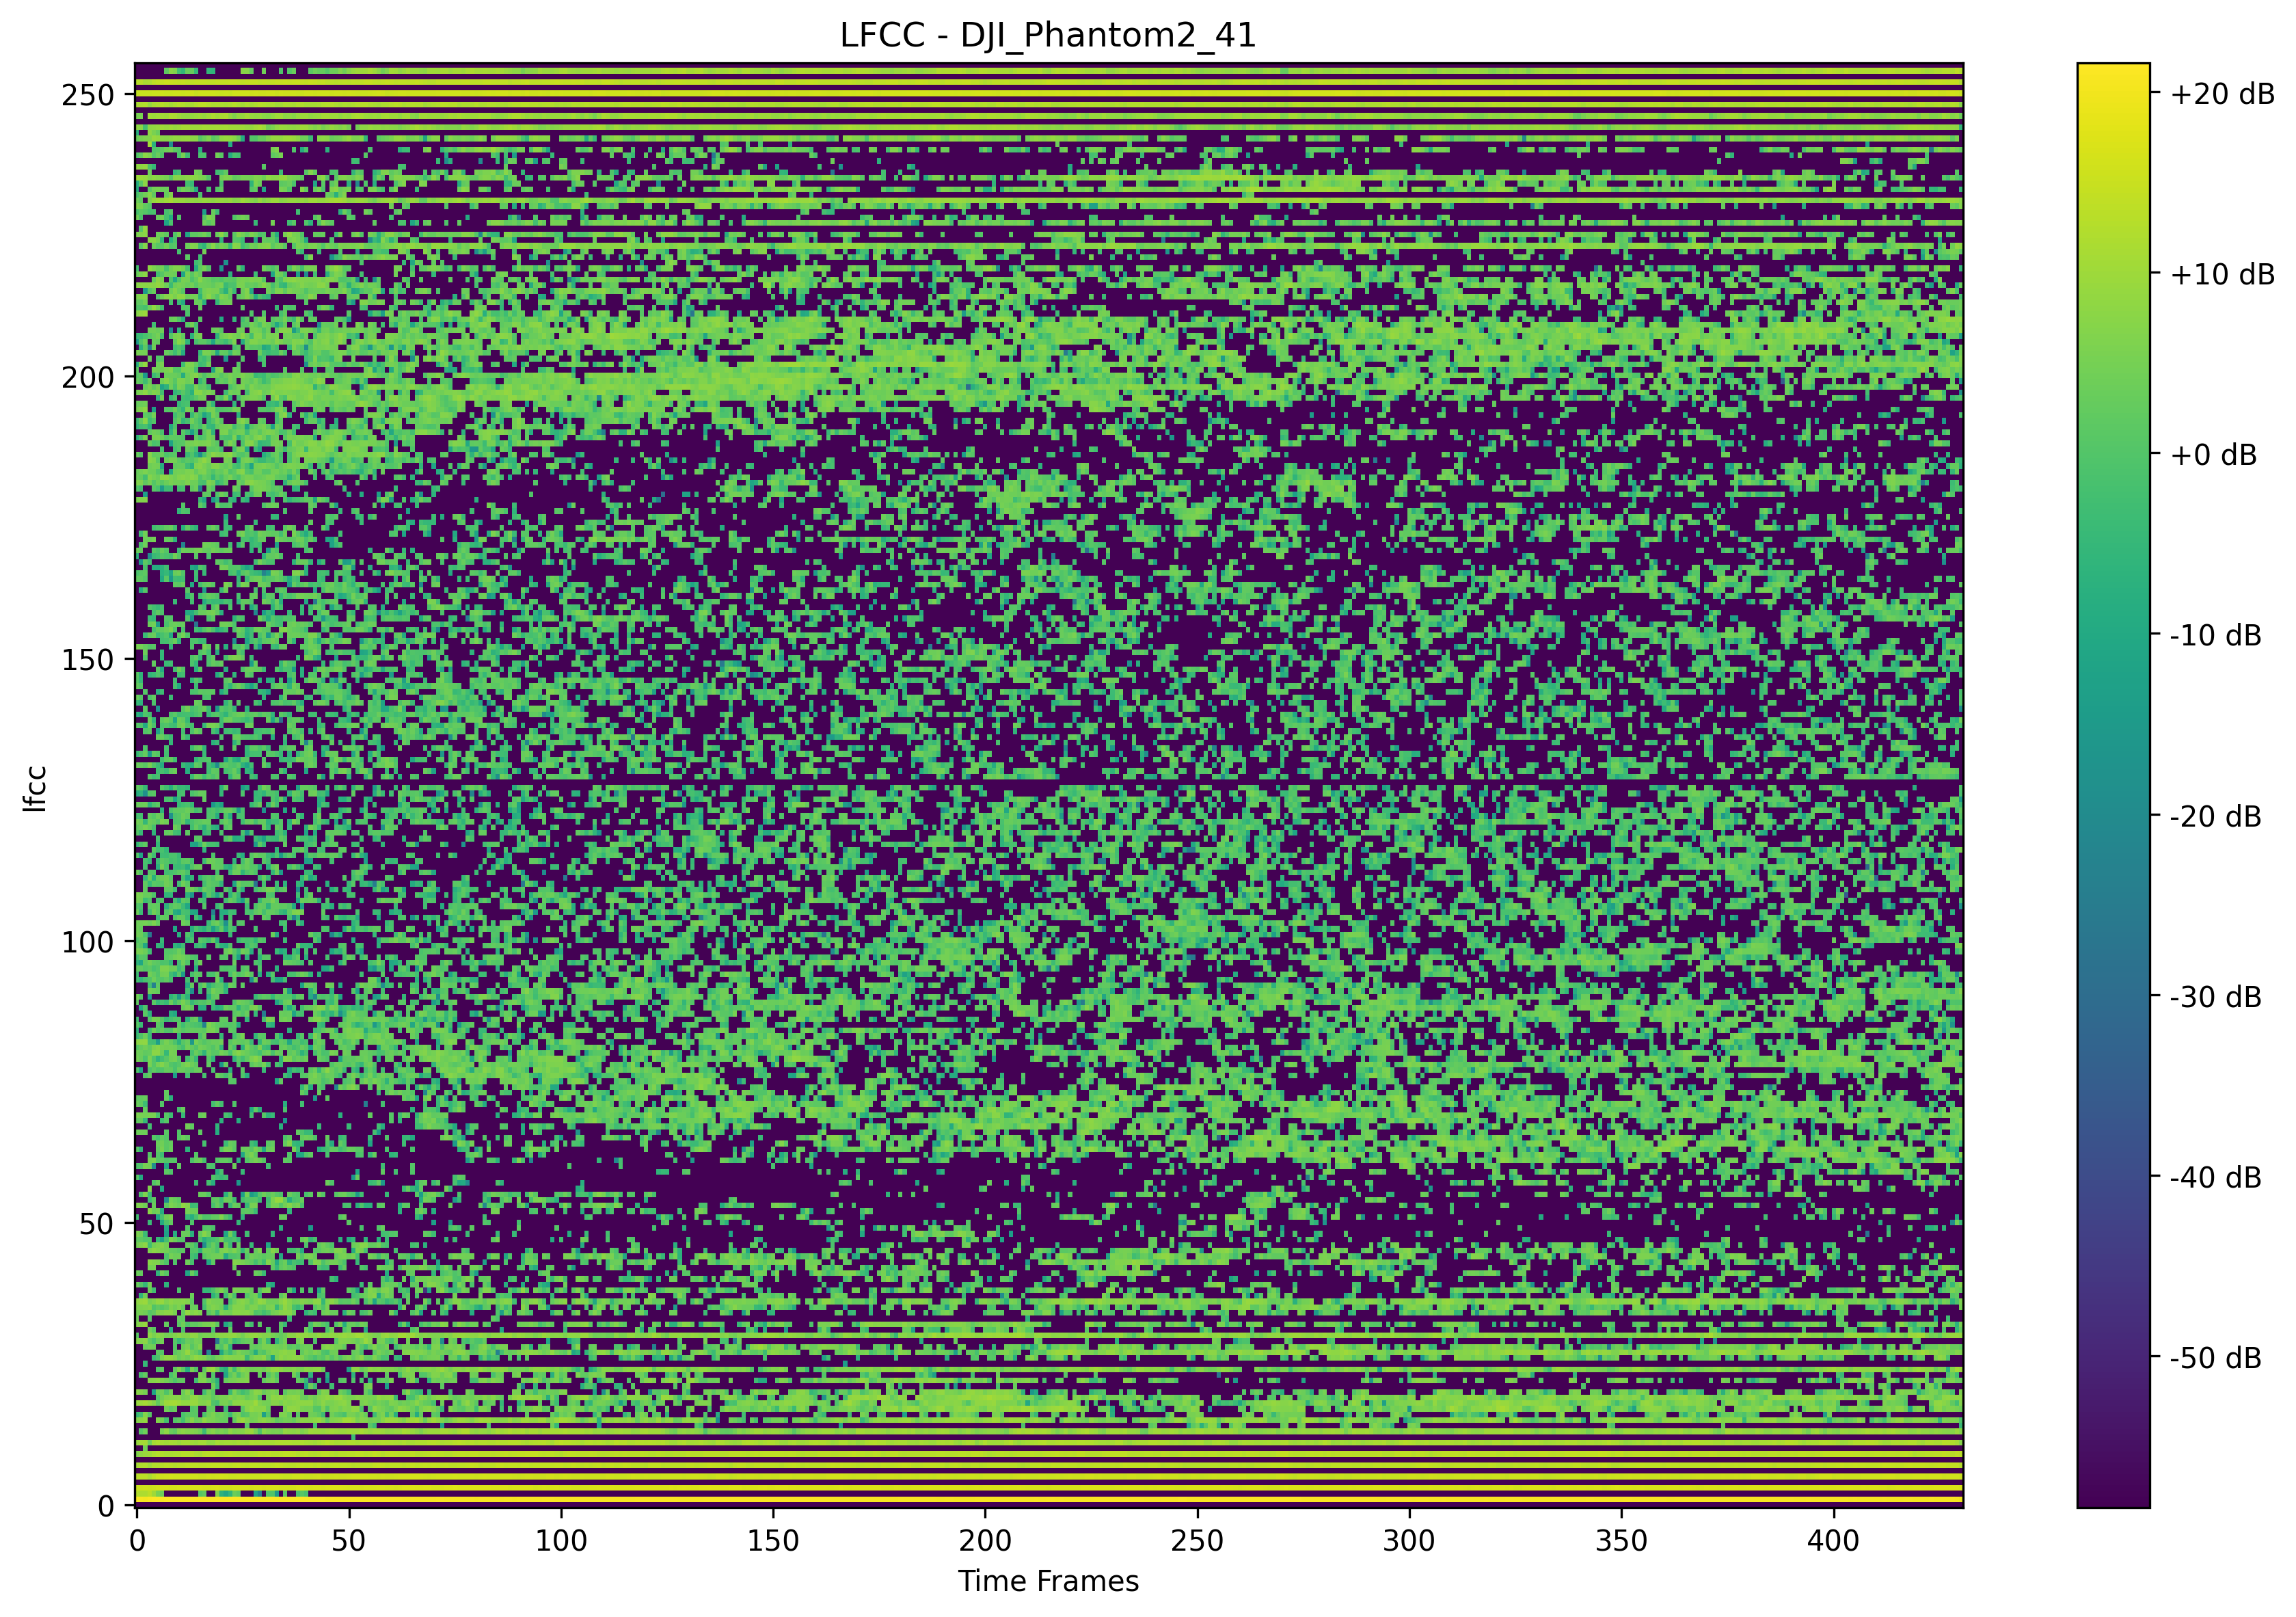 LFCC - DJI_Phantom2_41
250
200
150
100
50
0
lfcc
0 50 100 150 200 250 300 350 400
Time Frames
+20 dB
+10 dB
+0 dB
-10 dB
-20 dB
-30 dB
-40 dB
-50 dB